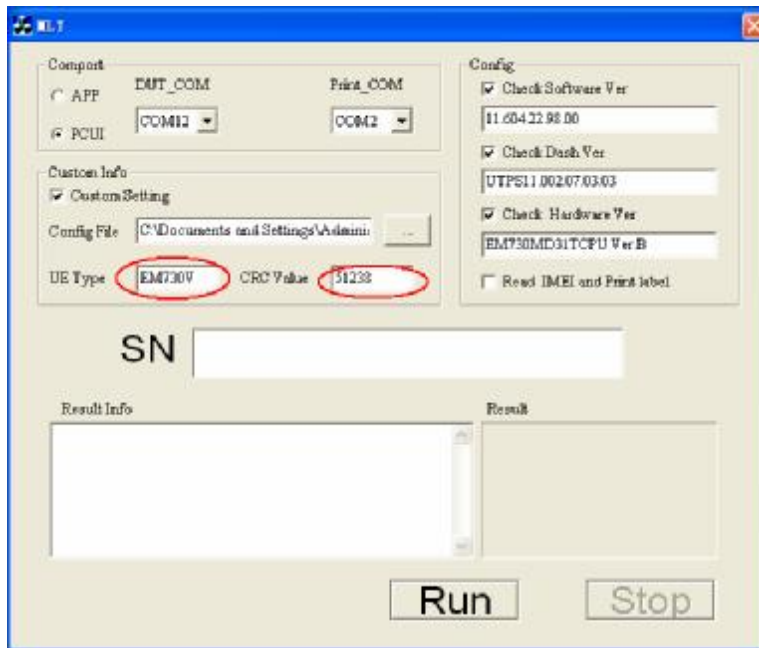 MLT
Comport
APP
DUT_COM
Print_COM
PCUI
COM12
COM2
Custom Info
Custom Setting
Config File
C:\Documents and Settings\Admini
...
UE Type
EM730V
CRC Value
51238
Config
Check Software Ver
11.604.22.98.00
Check Dash Ver
UTPS11.002.07.03.03
Check Hardware Ver
EM730MD31TCPU Ver.B
Read IMEI and Print label
SN
Result Info
Result
Run
Stop